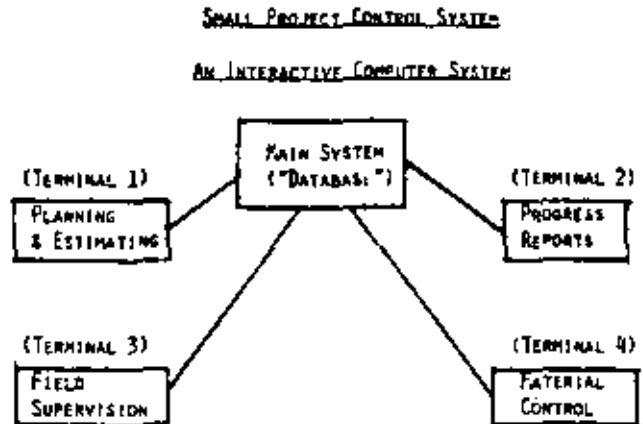 SMALL PROJECT CONTROL SYSTEM
AN INTERACTIVE COMPUTER SYSTEM
MAIN SYSTEM
("DATABASE")
(TERMINAL 1)
PLANNING
& ESTIMATING
(TERMINAL 2)
PROGRESS
REPORTS
(TERMINAL 3)
FIELD
SUPERVISION
(TERMINAL 4)
MATERIAL
CONTROL